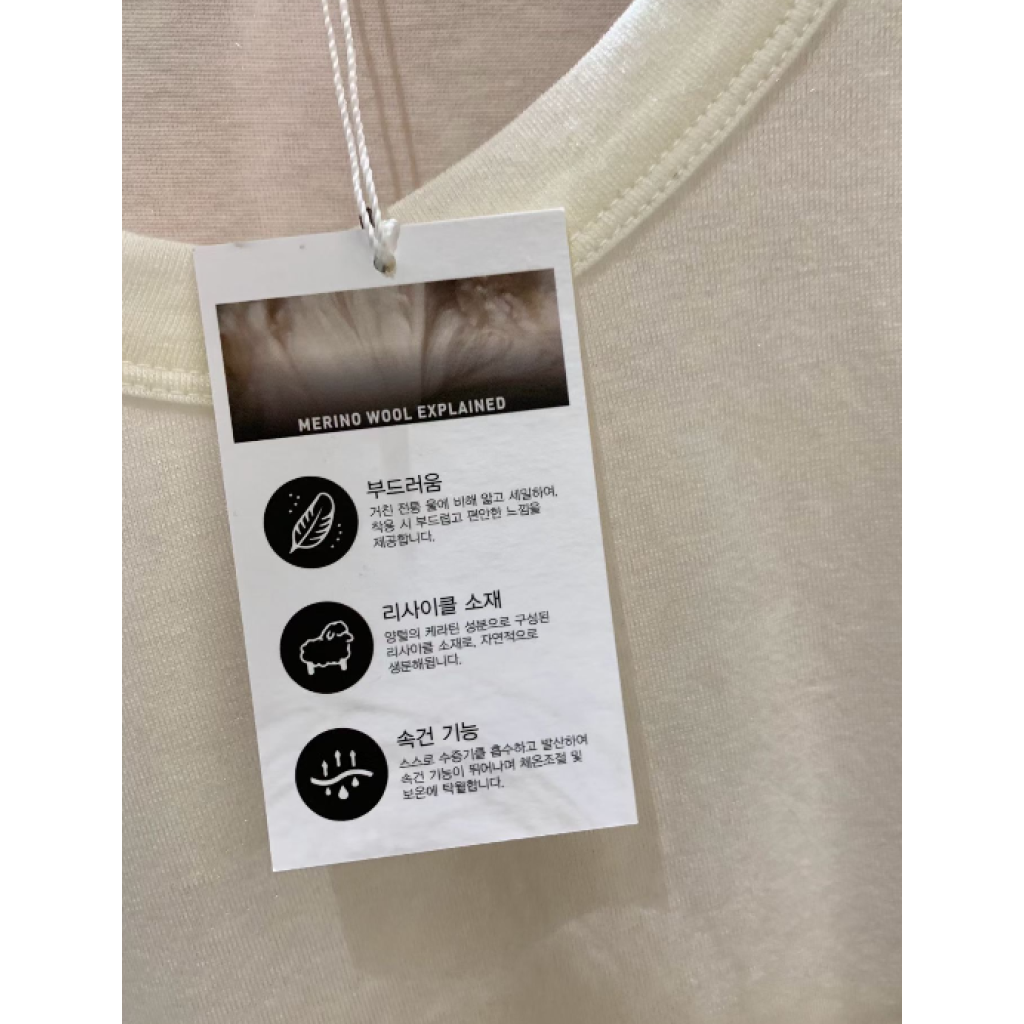 MERINO WOOL EXPLAINED
부드러움
거친 전통 울에 비해 얇고 세밀하여,
착용 시 부드럽고 편안한 느낌을
제공합니다.
리사이클 소재
양털의 케라틴 성분으로 구성된
리사이클 소재로, 자연적으로
생분해됩니다.
속건 기능
스스로 수증기를 흡수하고 발산하여
속건 기능이 뛰어나며 체온조절 및
보온에 탁월합니다.